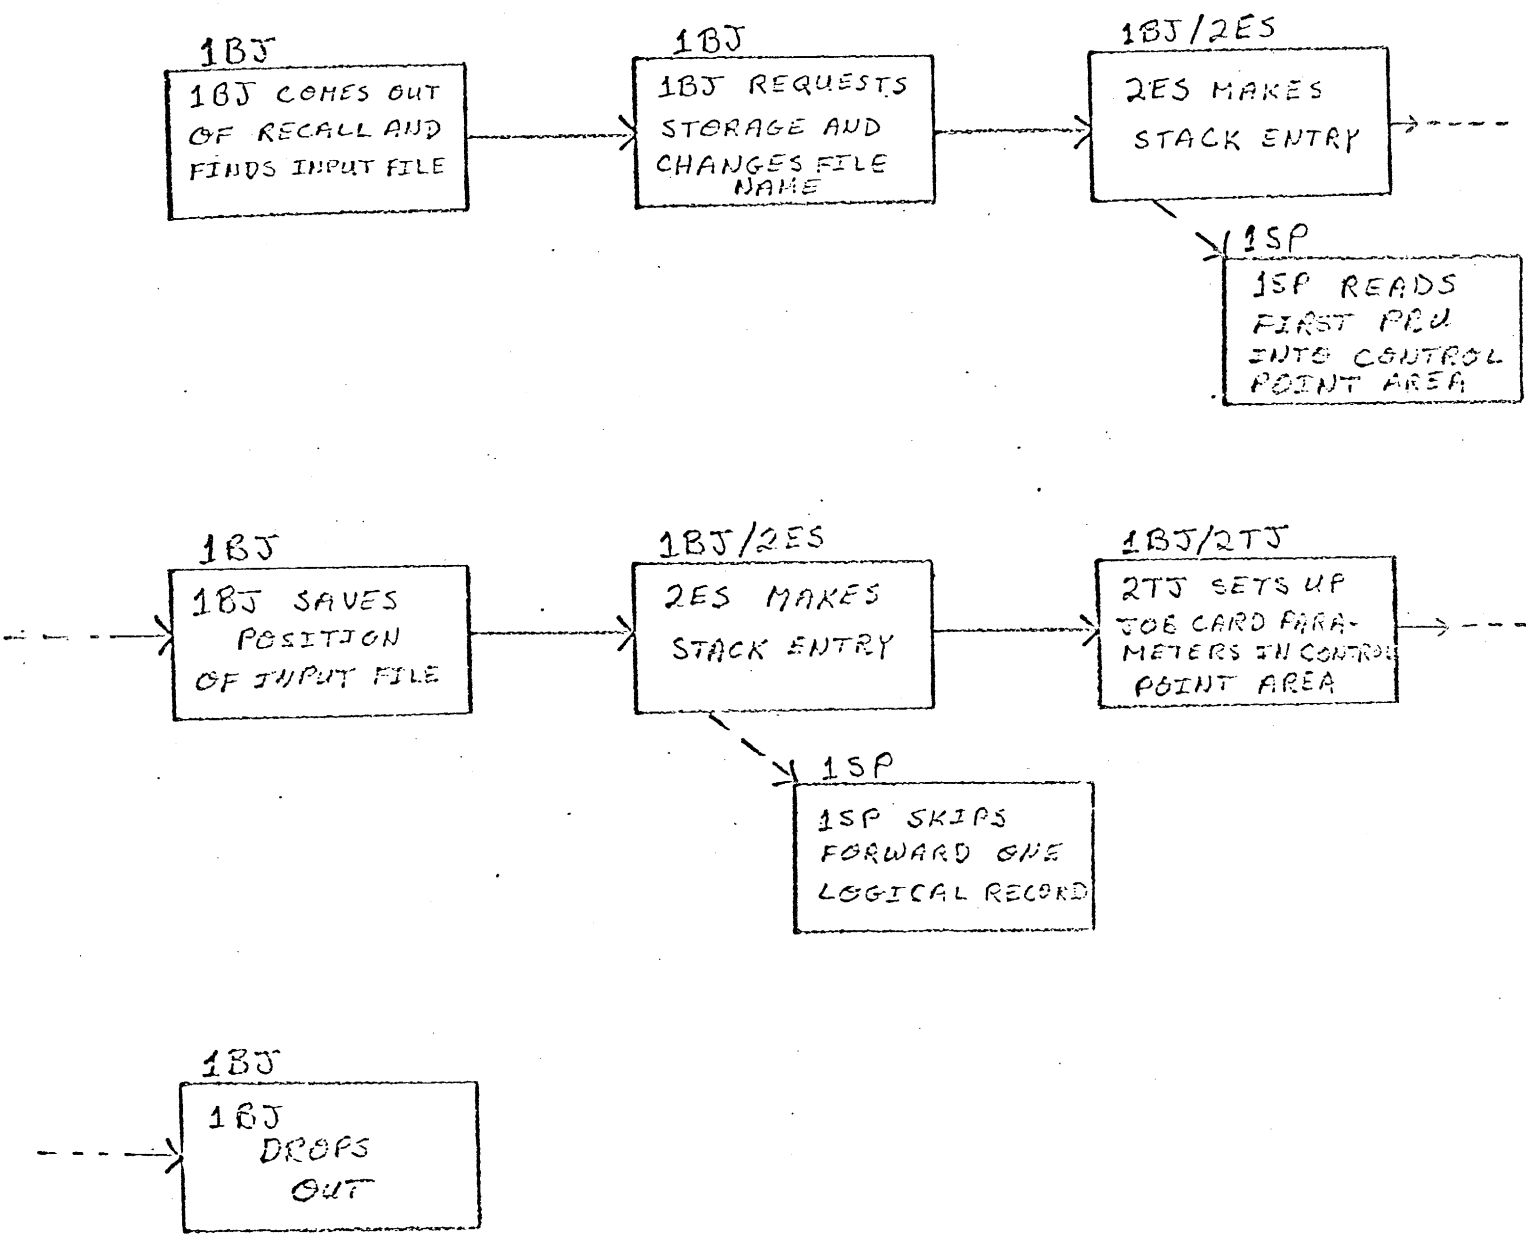 1BJ
1BJ COMES OUT
OF RECALL AND
FINDS INPUT FILE
1BJ
1BJ REQUESTS
STORAGE AND
CHANGES FILE
NAME
1BJ/2ES
2ES MAKES
STACK ENTRY
1SP
1SP READS
FIRST PRU
INTO CONTROL
POINT AREA
1BJ
1BJ SAVES
POSITION
OF INPUT FILE
1BJ/2ES
2ES MAKES
STACK ENTRY
1SP
1SP SKIPS
FORWARD ONE
LOGICAL RECORD
1BJ/2TJ
2TJ SETS UP
JOB CARD PARA-
METERS IN CONTROL
POINT AREA
1BJ
1BJ
DROPS
OUT